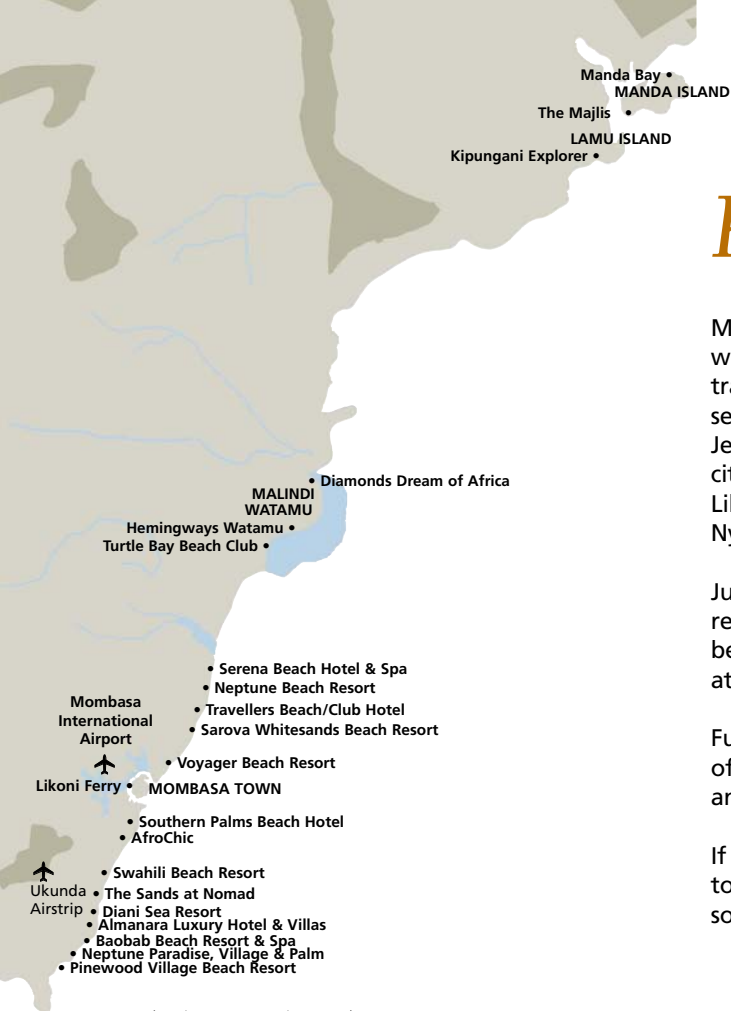 Manda Bay •
MANDA ISLAND
The Majlis •
LAMU ISLAND
Kipungani Explorer •
• Diamonds Dream of Africa
MALINDI
WATAMU
Hemingways Watamu •
Turtle Bay Beach Club •
• Serena Beach Hotel & Spa
• Neptune Beach Resort
• Travellers Beach/Club Hotel
• Sarova Whitesands Beach Resort
Mombasa
International
Airport
• Voyager Beach Resort
Likoni Ferry •
MOMBASA TOWN
• Southern Palms Beach Hotel
• AfroChic
• Swahili Beach Resort
Ukunda
Airstrip
• The Sands at Nomad
• Diani Sea Resort
• Almanara Luxury Hotel & Villas
• Baobab Beach Resort & Spa
• Neptune Paradise, Village & Palm
• Pinewood Village Beach Resort
If